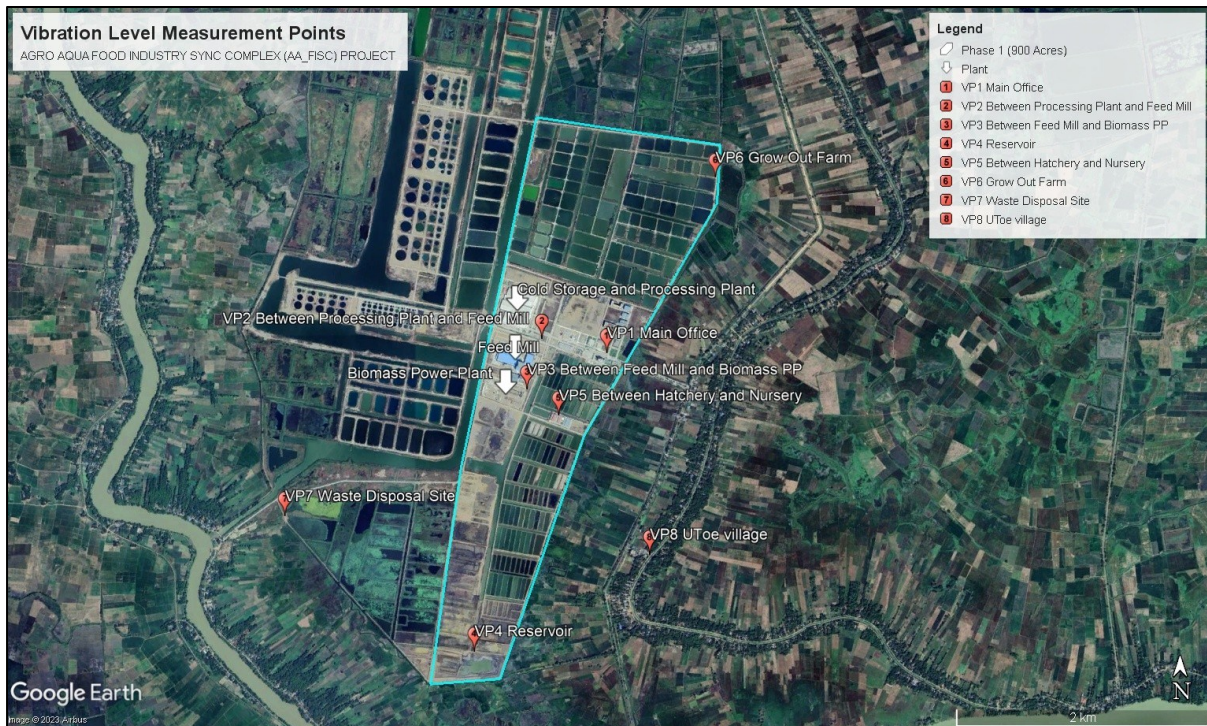 Vibration Level Measurement Points
AGRO AQUA FOOD INDUSTRY SYNC COMPLEX (AA_FISC) PROJECT
Legend
Phase 1 (900 Acres)
Plant
1 VP1 Main Office
2 VP2 Between Processing Plant and Feed Mill
3 VP3 Between Feed Mill and Biomass PP
4 VP4 Reservoir
5 VP5 Between Hatchery and Nursery
6 VP6 Grow Out Farm
7 VP7 Waste Disposal Site
8 VP8 UToe village
VP6 Grow Out Farm
Cold Storage and Processing Plant
VP2 Between Processing Plant and Feed Mill
2
VP1 Main Office
Feed Mill
Biomass Power Plant
VP3 Between Feed Mill and Biomass PP
VP5 Between Hatchery and Nursery
VP7 Waste Disposal Site
VP8 UToe village
VP4 Reservoir
Google Earth
Image © 2023 Airbus
N
2 km